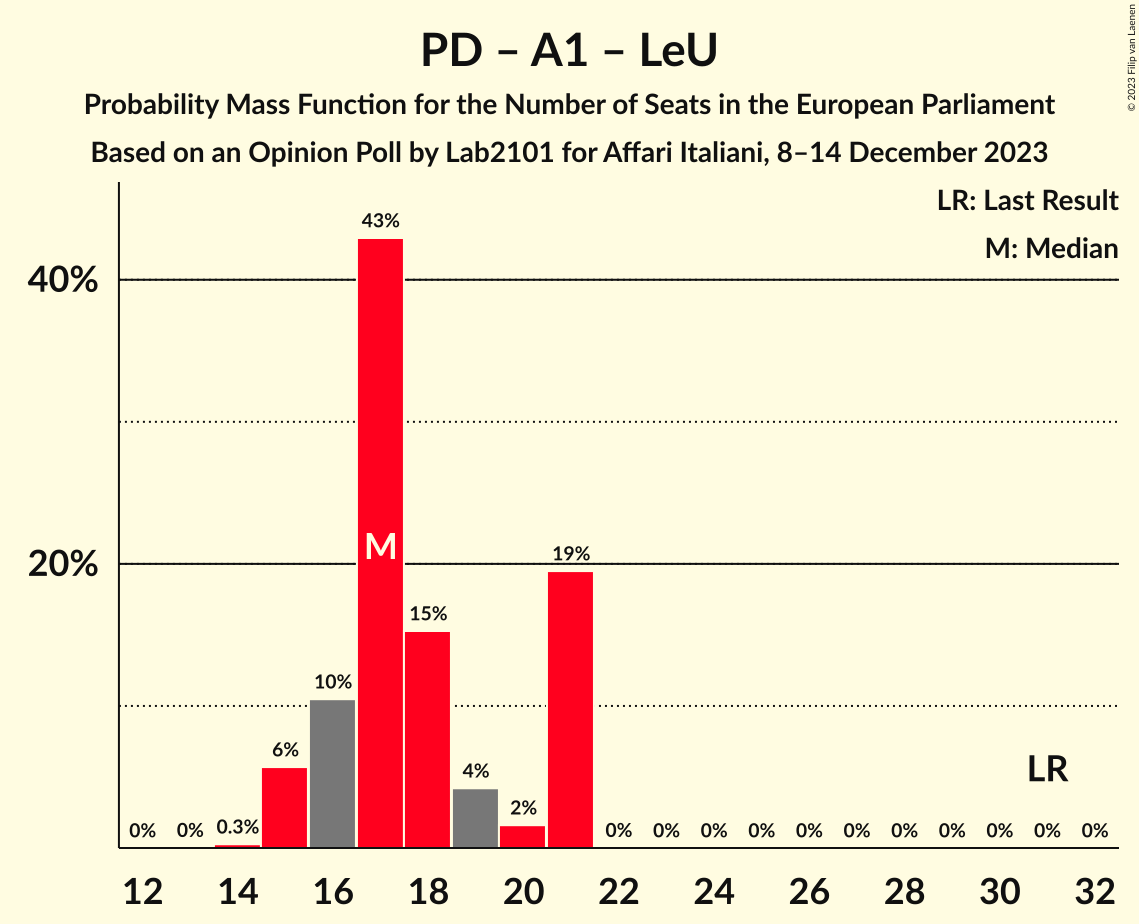 PD – A1 – LeU
Probability Mass Function for the Number of Seats in the European Parliament
Based on an Opinion Poll by Lab2101 for Affari Italiani, 8–14 December 2023
© 2023 Filip van Laenen
LR: Last Result
M: Median
40%
20%
0% 0% 0.3% 6% 10% 43% 15% 4% 2% 19% 0% 0% 0% 0% 0% 0% 0% 0% 0% 0% 0%
M
LR
12 14 16 18 20 22 24 26 28 30 32